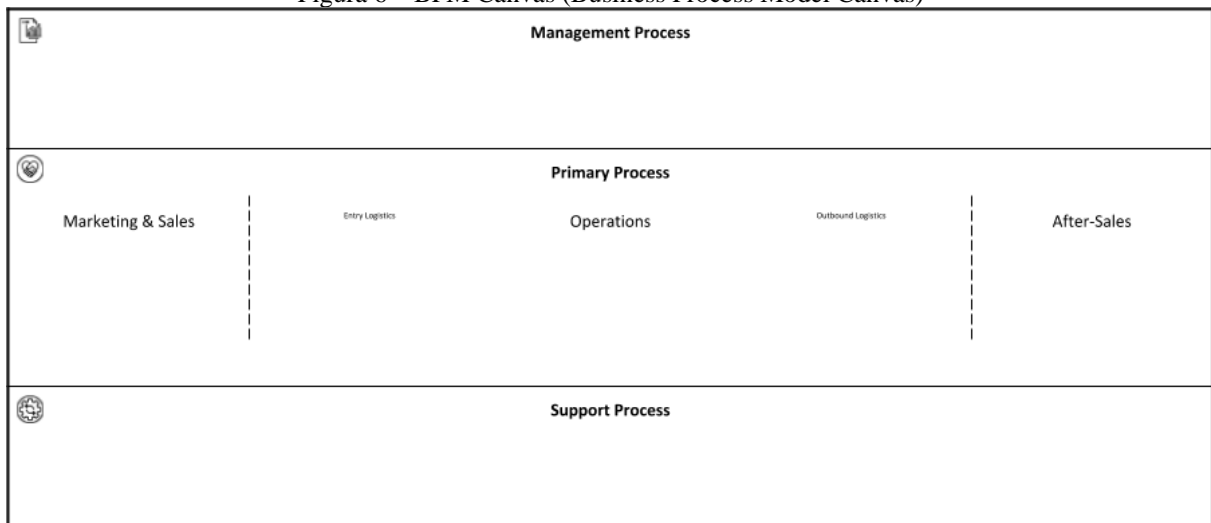 Figura 6 – BPM Canvas (Business Process Model Canvas)
Management Process
Primary Process
Marketing & Sales
Entry Logistics
Operations
Outbound Logistics
After-Sales
Support Process